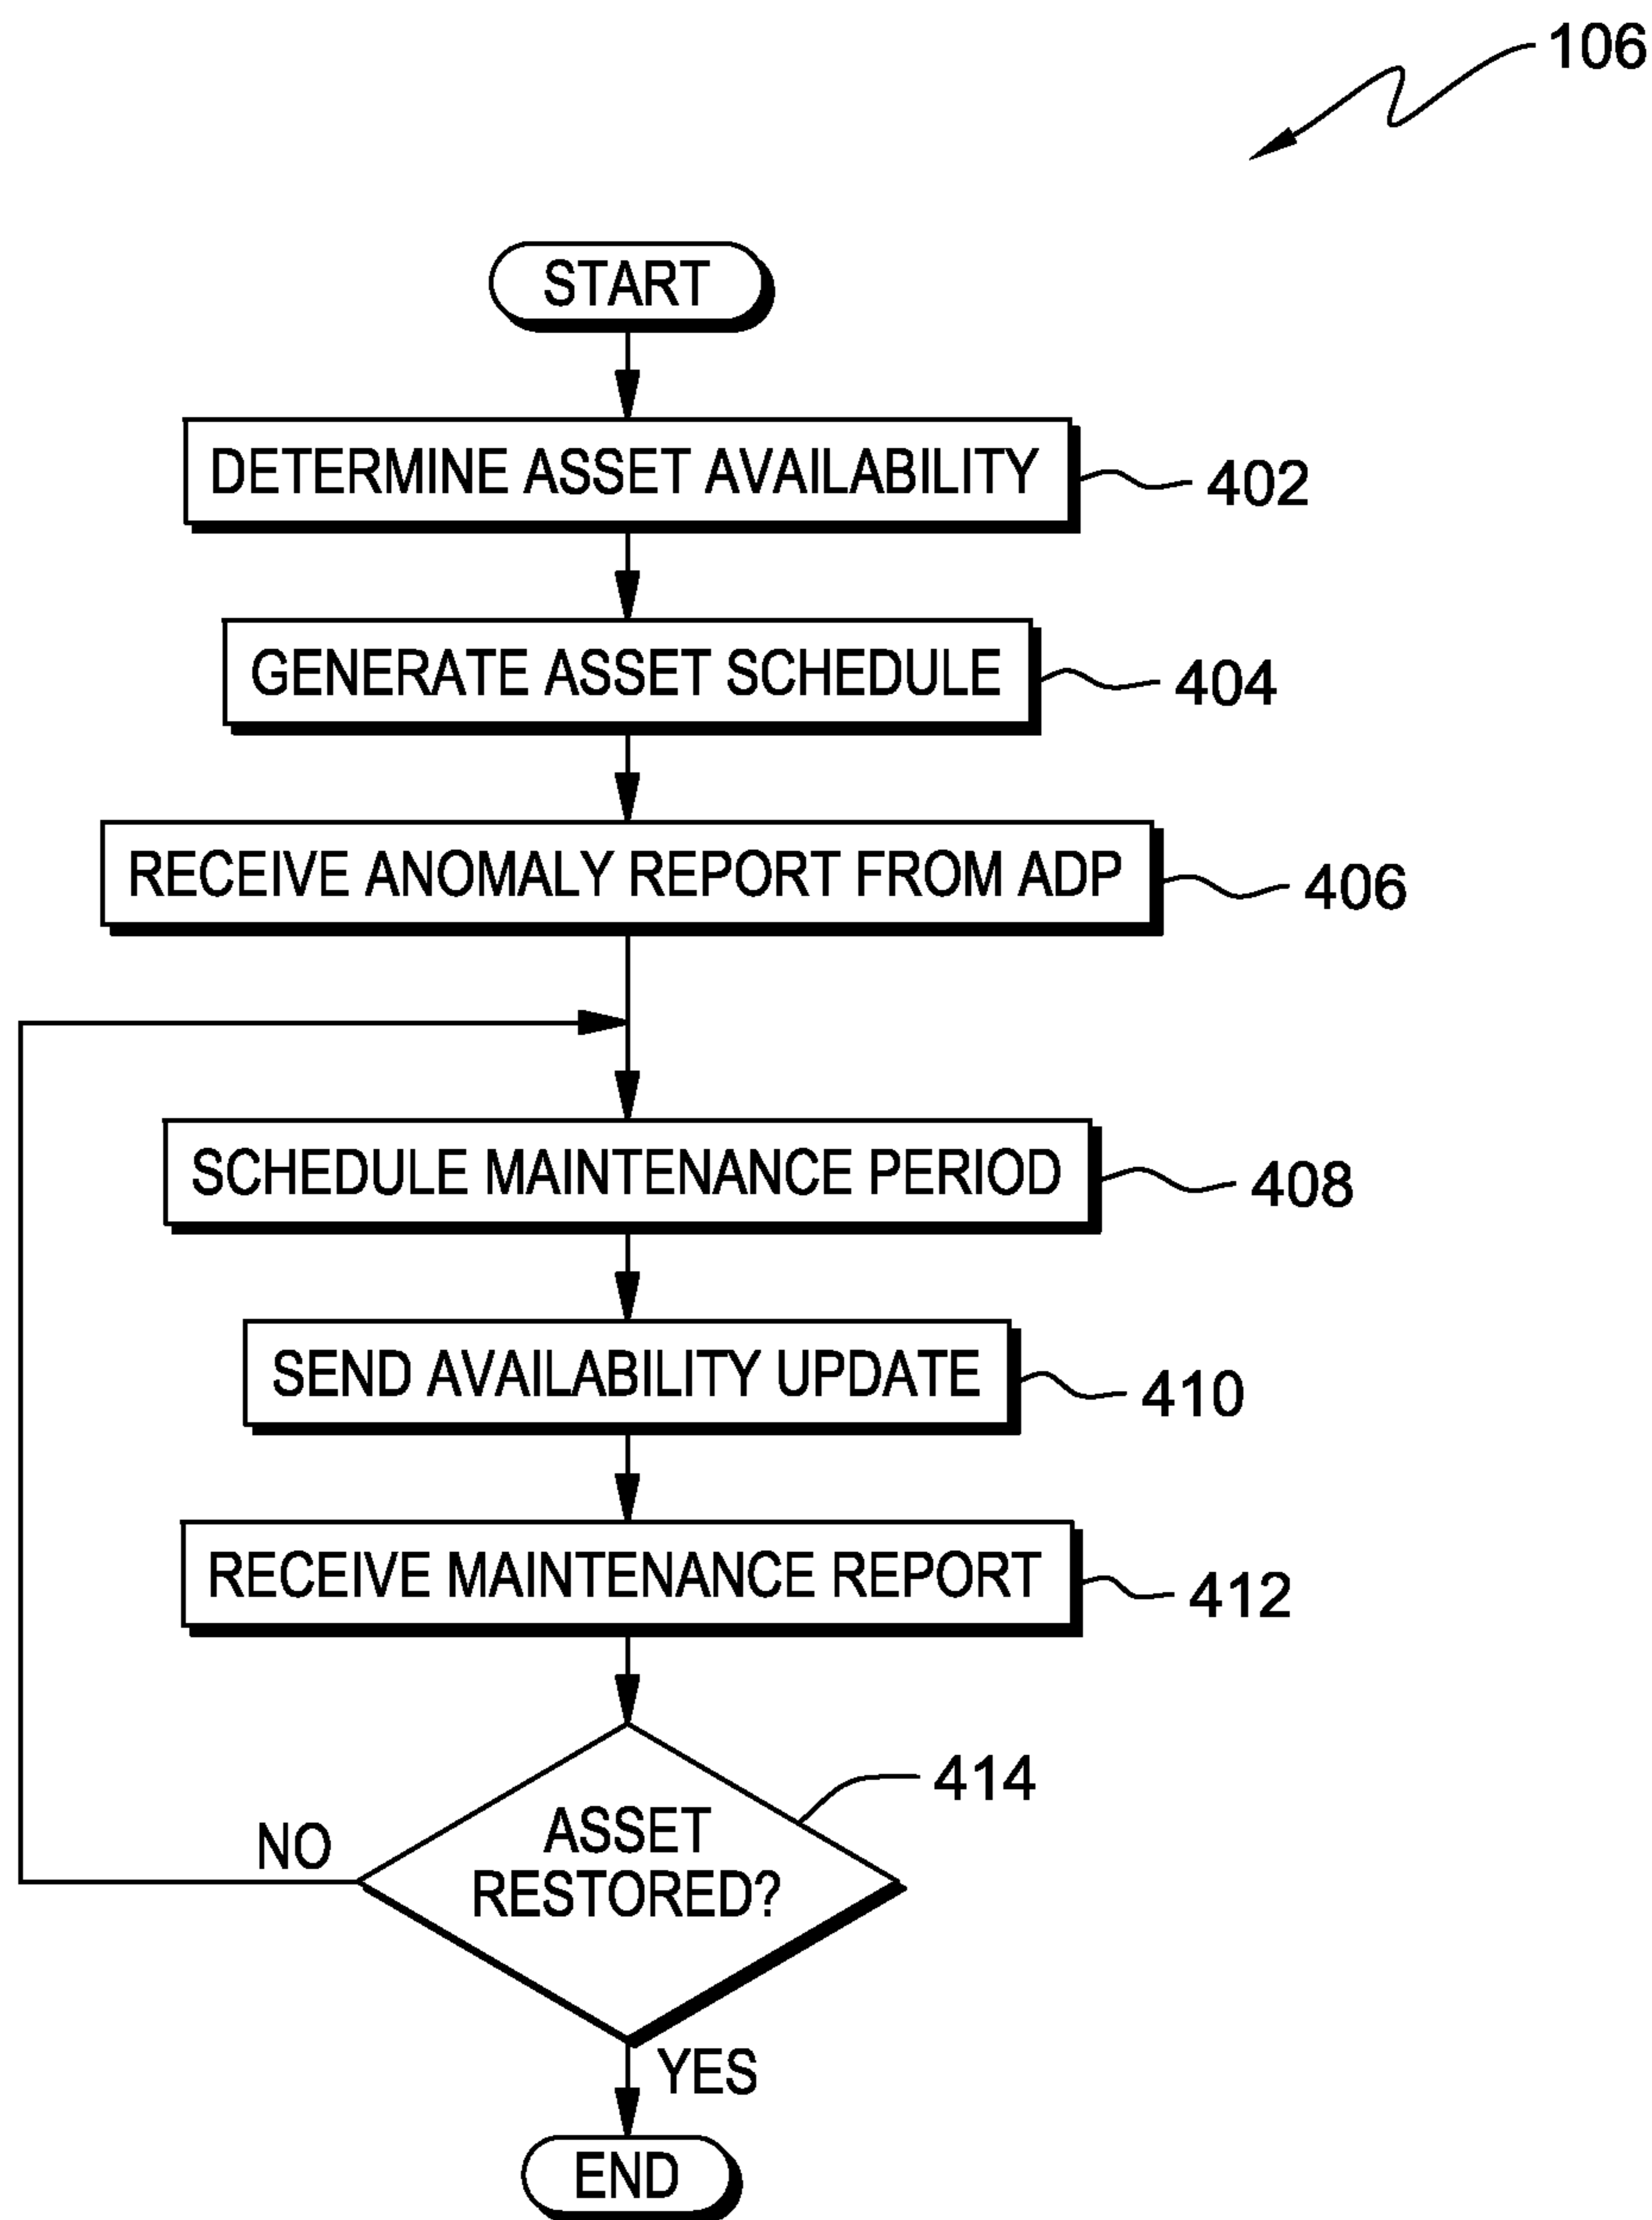 106
START
DETERMINE ASSET AVAILABILITY
402
GENERATE ASSET SCHEDULE
404
RECEIVE ANOMALY REPORT FROM ADP
406
SCHEDULE MAINTENANCE PERIOD
408
SEND AVAILABILITY UPDATE
410
RECEIVE MAINTENANCE REPORT
412
414
ASSET
RESTORED?
NO
YES
END